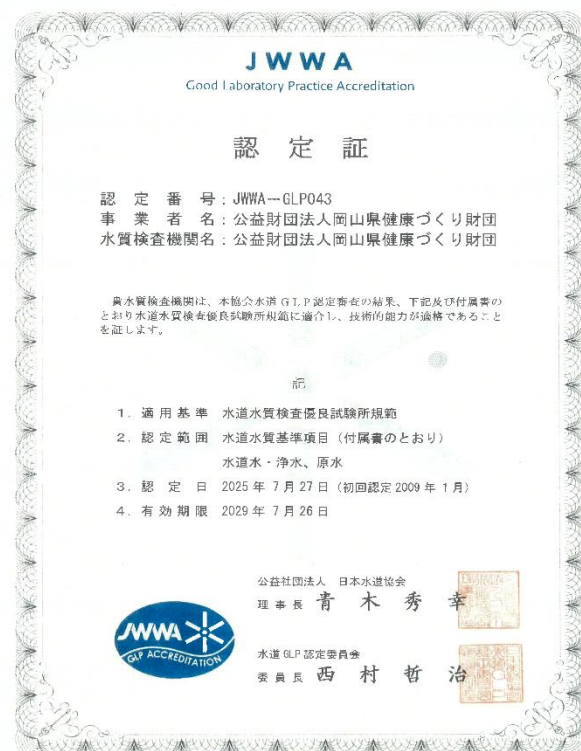 JWWA
Good Laboratory Practice Accreditation
認定証
認定番号：JWWA－GLP043
事業者名：公益財団法人岡山県健康づくり財団
水質検査機関名：公益財団法人岡山県健康づくり財団
貴水質検査機関は、本協会水道GLP認定審査の結果、下記及び付属書の
とおり水道水質検査優良試験所規範に適合し、技術的能力が適格であること
を証します。
記
1．適用基準 水道水質検査優良試験所規範
2．認定範囲 水道水質基準項目（付属書のとおり）
水道水・浄水、原水
3．認定日 2025年7月27日（初回認定2009年1月）
4．有効期限 2029年7月26日
公益社団法人 日本水道協会
理事長 青木秀幸
JWWA
GLP ACCREDITATION
水道GLP認定委員会
委員長 西村哲治